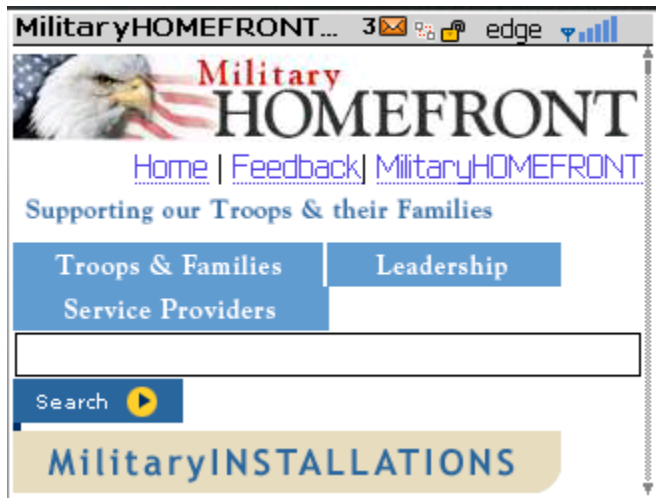 MilitaryHOMEFRONT... 3 edge
Military
HOMEFRONT
Home | Feedback| MilitaryHOMEFRONT
Supporting our Troops & their Families
Troops & Families Leadership
Service Providers
Search
MilitaryINSTALLATIONS